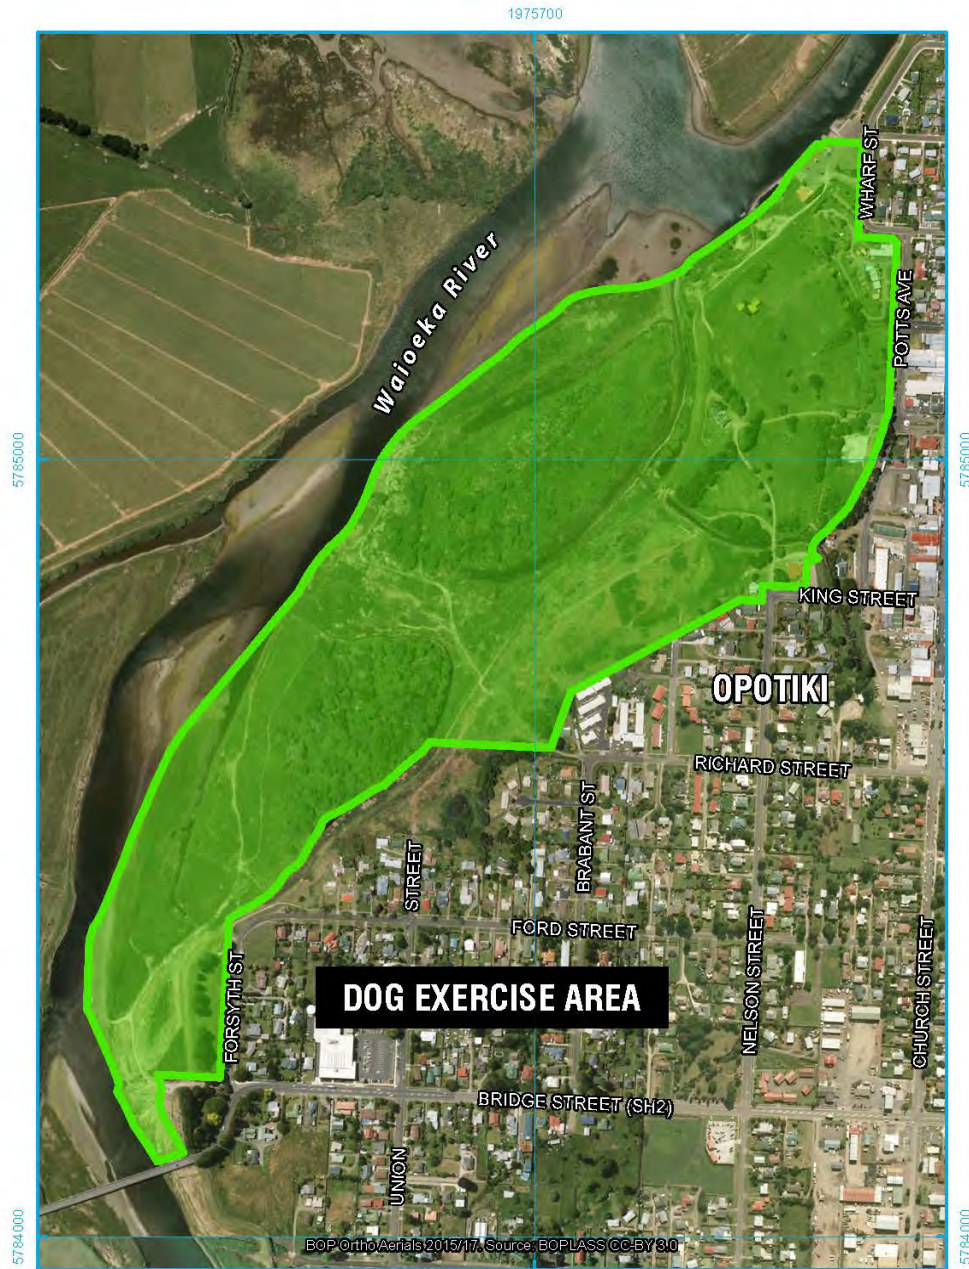 1975700
WHARF ST
Waioeka River
POTTS AVE
5785000
5785000
KING STREET
OPOTIKI
RICHARD STREET
BRABANT ST
STREET
FORD STREET
NELSON STREET
CHURCH STREET
FORSYTH ST
DOG EXERCISE AREA
BRIDGE STREET (SH2)
UNION
5784000
5784000
BOP Ortho Aerials 2015/17. Source: BOPLASS CC-BY 3.0